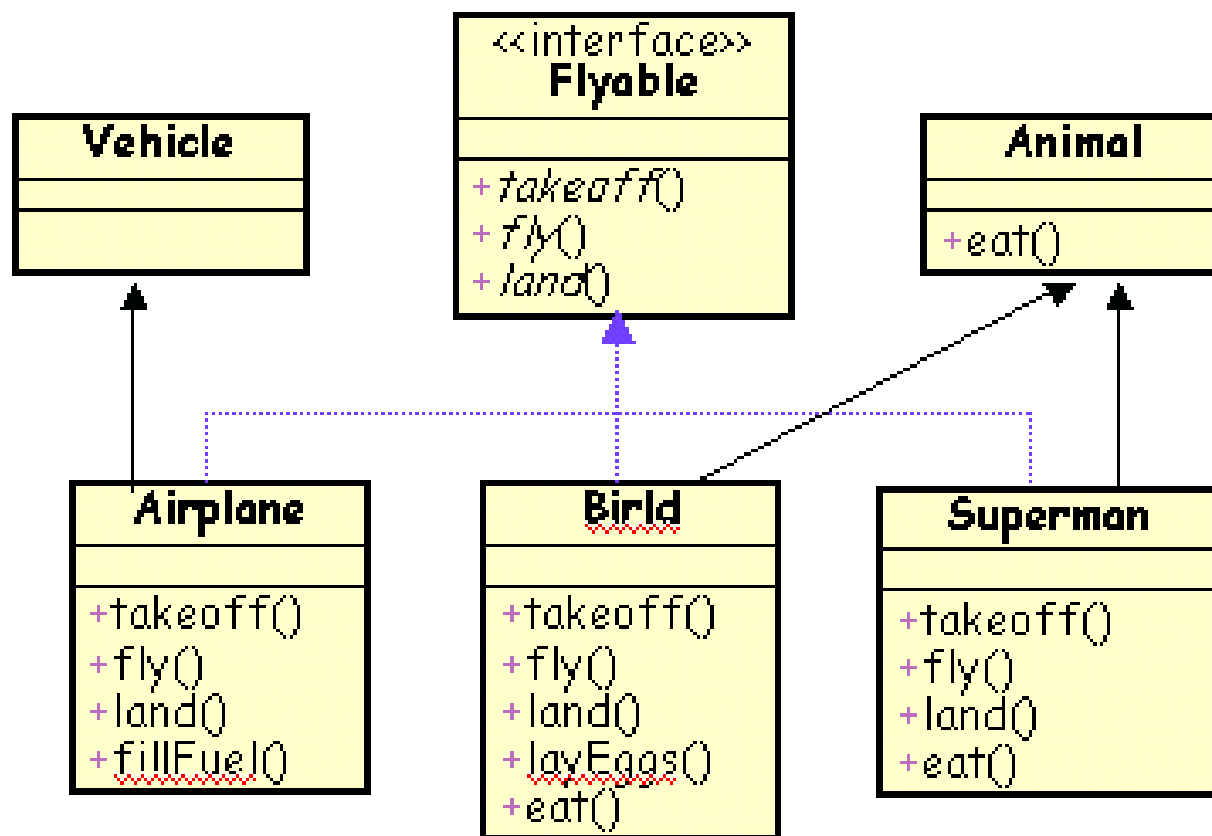 <<interface>>
Flyable
+ takeoff()
+ fly()
+ land()
Vehicle
Animal
+eat()
Airplane
+takeoff()
+fly()
+land()
+fillFuel()
Birld
+takeoff()
+fly()
+land()
+layEggs()
+eat()
Superman
+takeoff()
+fly()
+land()
+eat()